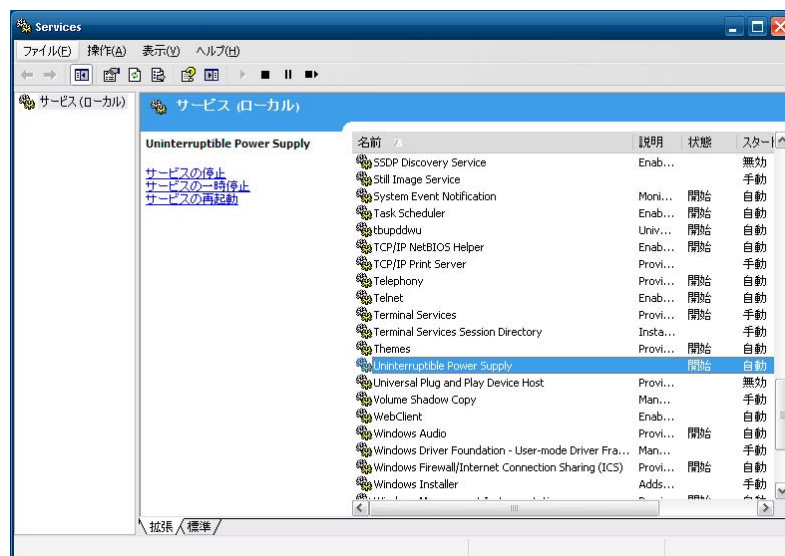 Services
ファイル(F) 操作(A) 表示(V) ヘルプ(H)
サービス (ローカル)
サービス (ローカル)
Uninterruptible Power Supply
サービスの停止
サービスの一時停止
サービスの再起動
名前 説明 状態 スタート
SSDP Discovery Service Enab... 無効
Still Image Service 手動
System Event Notification Moni... 開始 自動
Task Scheduler Enab... 開始 自動
tbupddwu Univ... 開始 自動
TCP/IP NetBIOS Helper Enab... 開始 自動
TCP/IP Print Server Provi... 手動
Telephony Provi... 開始 自動
Telnet Enab... 開始 自動
Terminal Services Provi... 開始 手動
Terminal Services Session Directory Insta... 手動
Themes Provi... 開始 自動
Uninterruptible Power Supply 開始 自動
Universal Plug and Play Device Host Provi... 無効
Volume Shadow Copy Man... 手動
WebClient Enab... 自動
Windows Audio Provi... 開始 自動
Windows Driver Foundation - User-mode Driver Fra... Man... 手動
Windows Firewall/Internet Connection Sharing (ICS) Provi... 開始 自動
Windows Installer Adds... 手動
拡張 標準